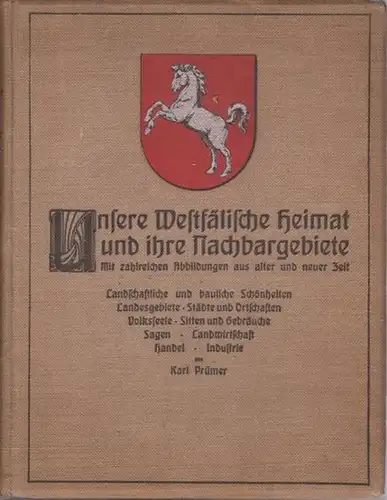 Unsere Westfälische Heimat
und ihre Nachbargebiete
Mit zahlreichen Abbildungen aus alter und neuer Zeit
Landschaftliche und bauliche Schönheiten
Landesgebiete · Städte und Ortschaften
Volksseele · Sitten und Gebräuche
Sagen · Landwirtschaft
Handel · Industrie
von
Karl Prümer